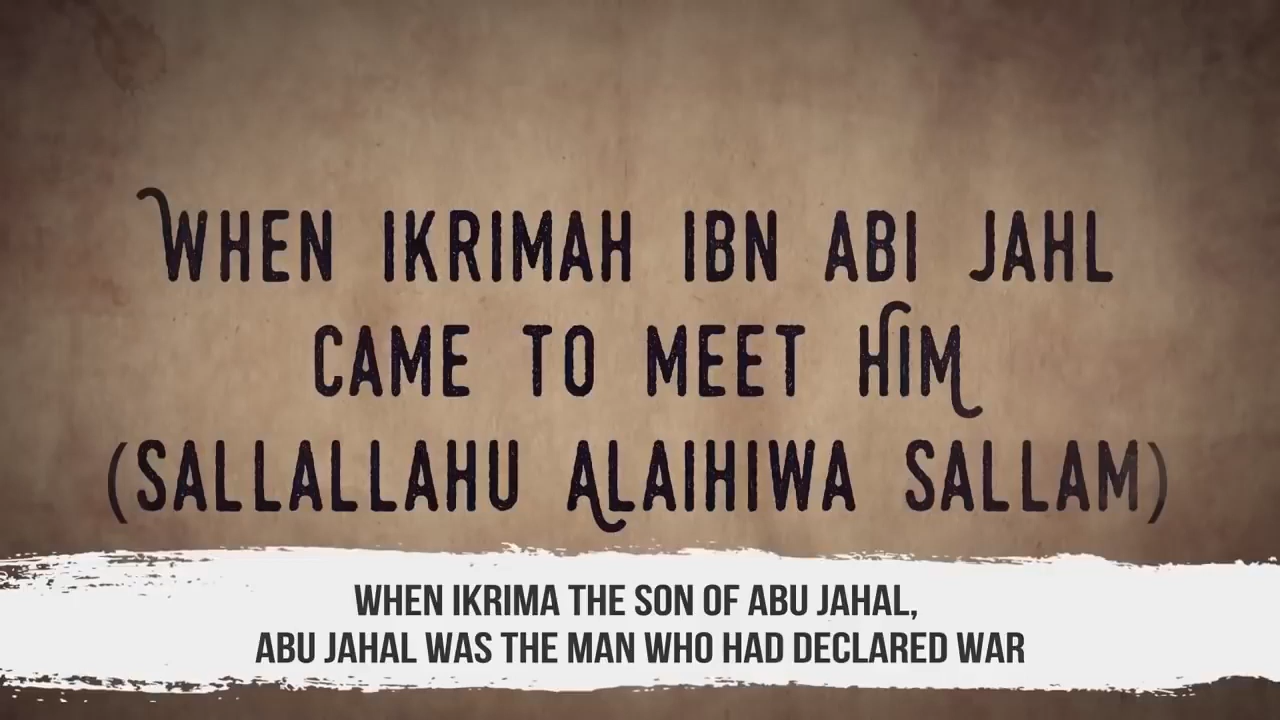 WHEN IKRIMAH IBN ABI JAHL
CAME TO MEET HIM
(SALLALLAHU ALAIHIWA SALLAM)
WHEN IKRIMA THE SON OF ABU JAHAL,
ABU JAHAL WAS THE MAN WHO HAD DECLARED WAR